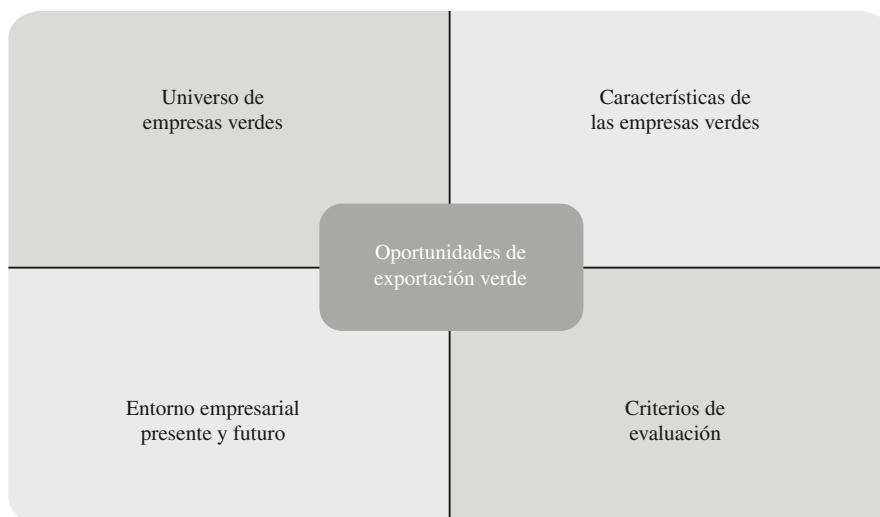 Universo de
empresas verdes
Características de
las empresas verdes
Oportunidades de
exportación verde
Entorno empresarial
presente y futuro
Criterios de
evaluación